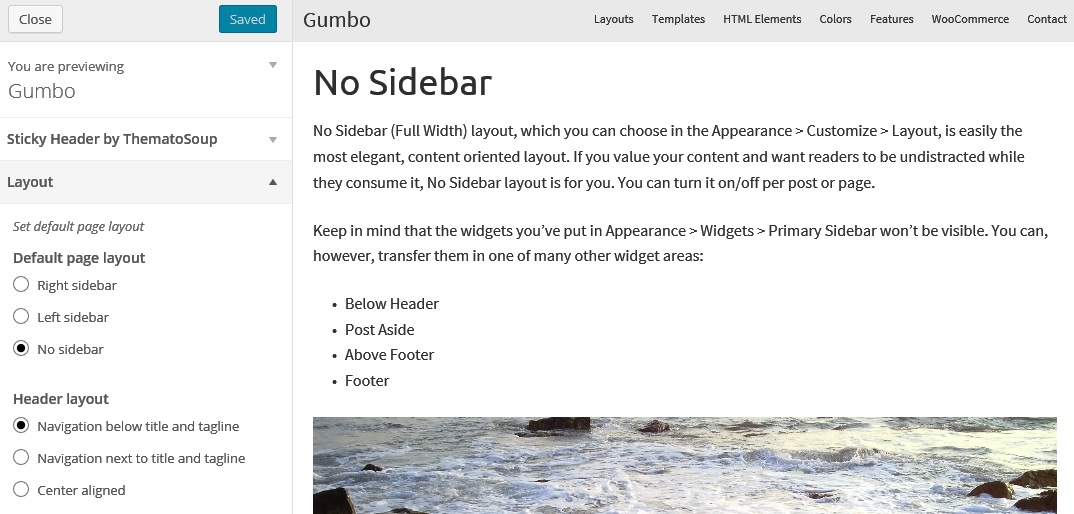 Close
Saved
You are previewing
Gumbo
Sticky Header by ThematoSoup
Layout
Set default page layout
Default page layout
Right sidebar
Left sidebar
No sidebar
Header layout
Navigation below title and tagline
Navigation next to title and tagline
Center aligned
Gumbo
Layouts Templates HTML Elements Colors Features WooCommerce Contact
No Sidebar
No Sidebar (Full Width) layout, which you can choose in the Appearance > Customize > Layout, is easily the
most elegant, content oriented layout. If you value your content and want readers to be undistracted while
they consume it, No Sidebar layout is for you. You can turn it on/off per post or page.
Keep in mind that the widgets you’ve put in Appearance > Widgets > Primary Sidebar won’t be visible. You can,
however, transfer them in one of many other widget areas:
• Below Header
• Post Aside
• Above Footer
• Footer